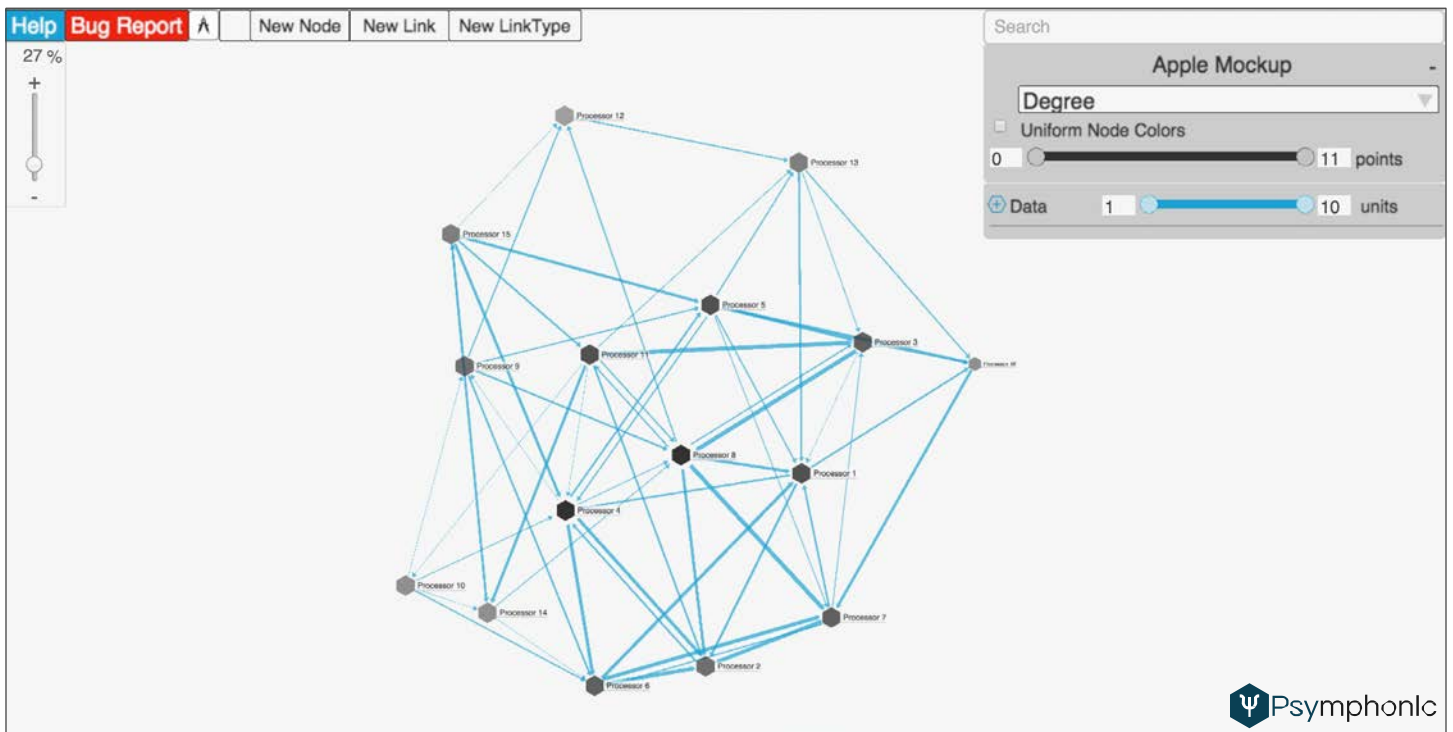 Help Bug Report New Node New Link New LinkType
27 %
+
-
Search
Apple Mockup -
Degree
Uniform Node Colors
0 11 points
Data 1 10 units
Processor 12
Processor 13
Processor 15
Processor 5
Processor 3
Processor 11
Processor 9
Processor
Processor 8
Processor 1
Processor 4
Processor 10
Processor 14
Processor 7
Processor 2
Processor 6
Ψ PsymphonIc